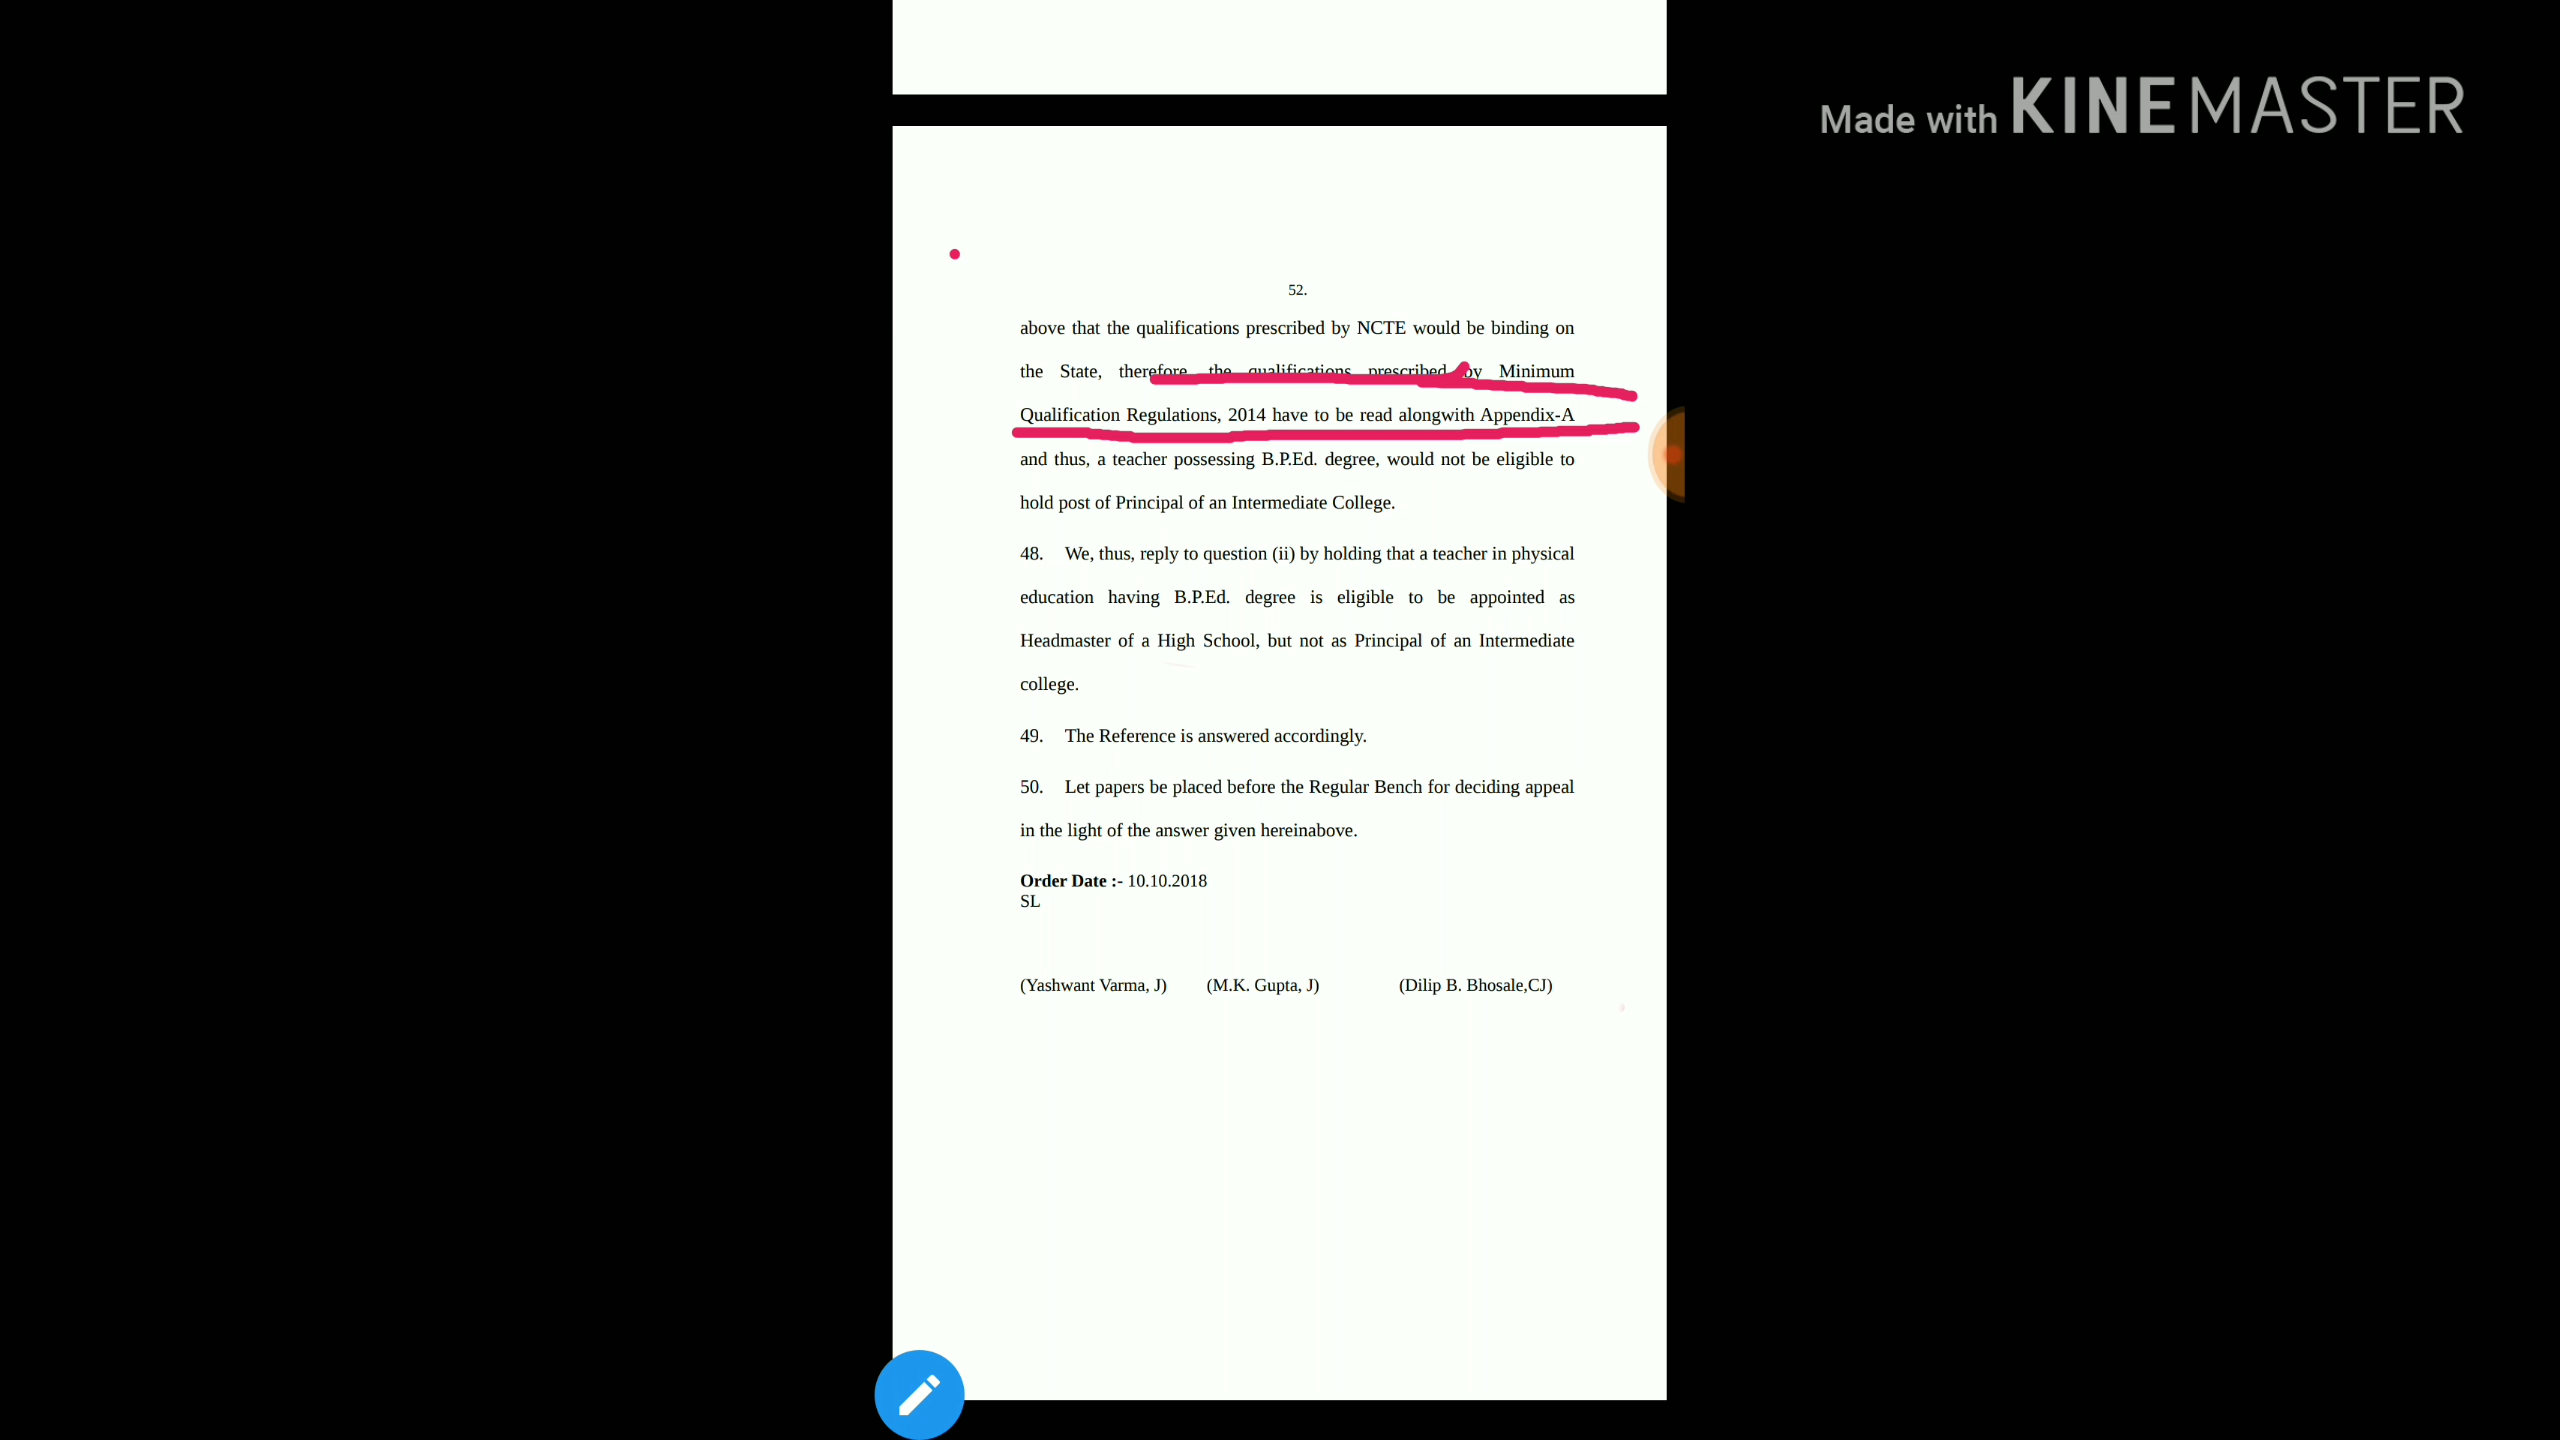 Made with KINEMASTER
52.
above that the qualifications prescribed by NCTE would be binding on
the State, therefore, the qualifications prescribed by Minimum
Qualification Regulations, 2014 have to be read alongwith Appendix-A
and thus, a teacher possessing B.P.Ed. degree, would not be eligible to
hold post of Principal of an Intermediate College.
48. We, thus, reply to question (ii) by holding that a teacher in physical
education having B.P.Ed. degree is eligible to be appointed as
Headmaster of a High School, but not as Principal of an Intermediate
college.
49. The Reference is answered accordingly.
50. Let papers be placed before the Regular Bench for deciding appeal
in the light of the answer given hereinabove.
Order Date :- 10.10.2018
SL
(Yashwant Varma, J) (M.K. Gupta, J) (Dilip B. Bhosale,CJ)